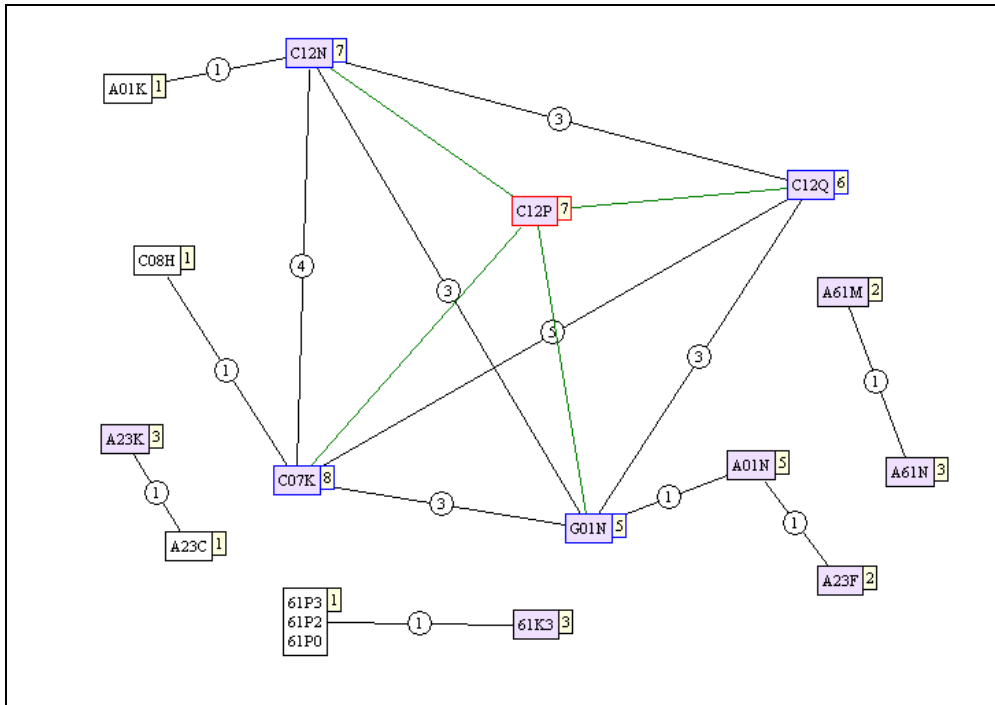 C12N 7
1
A01K 1
3
C12Q 6
C12P 7
C08H 1
4
3
A61M 2
5
3
1
1
A23K 3
A01N 5
A61N 3
C07K 8
1
3
1
G01N 5
1
A23C 1
A23F 2
61P3 1
61P2
61P0
1
61K3 3